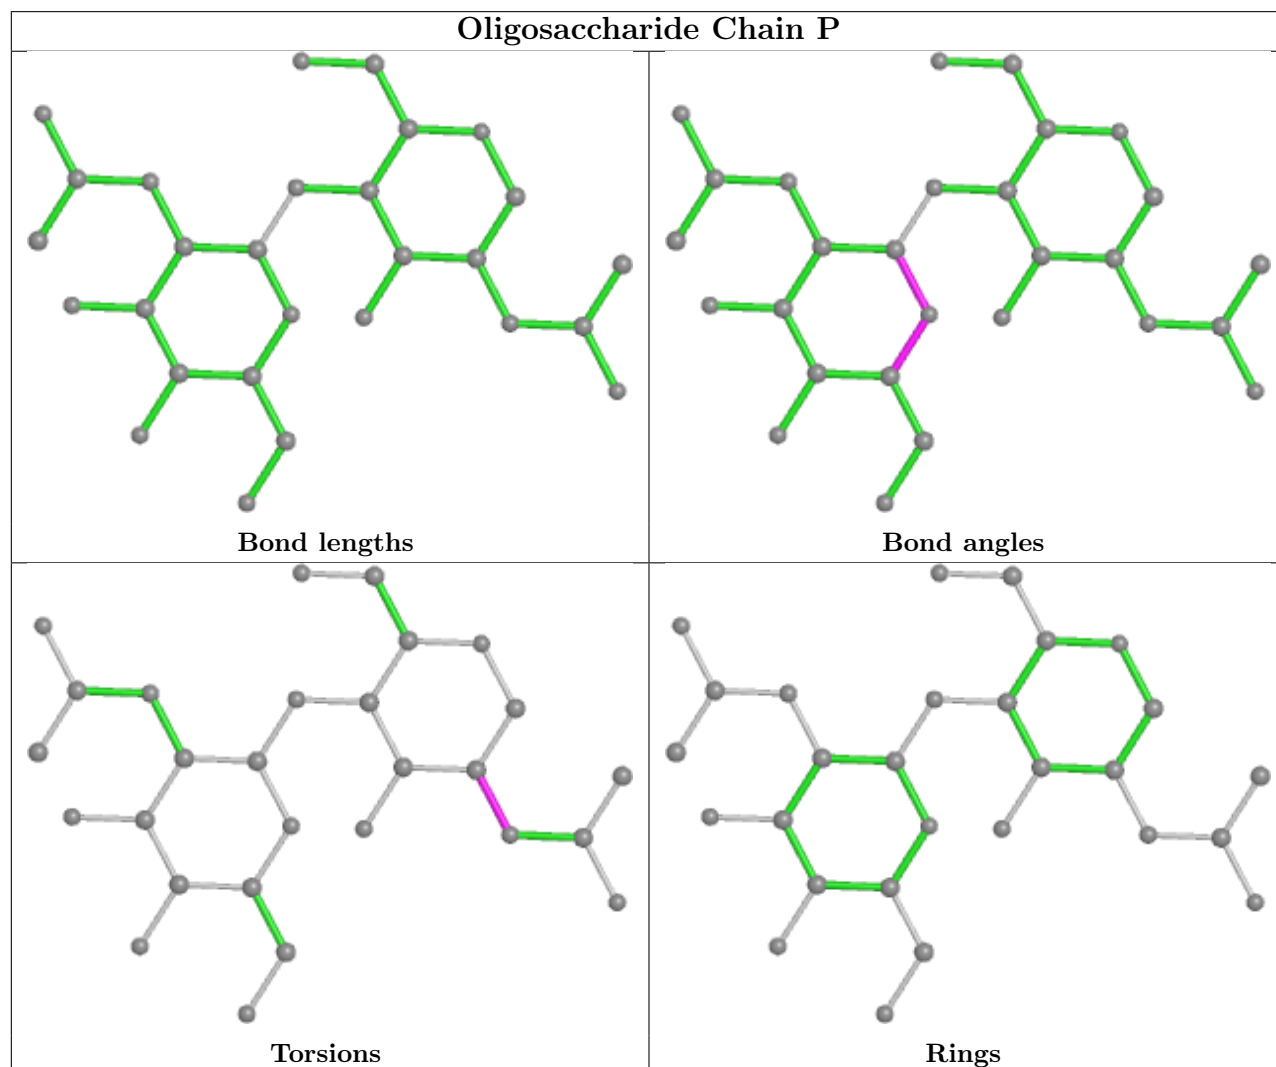 Oligosaccharide Chain P
Bond lengths
Bond angles
Torsions
Rings